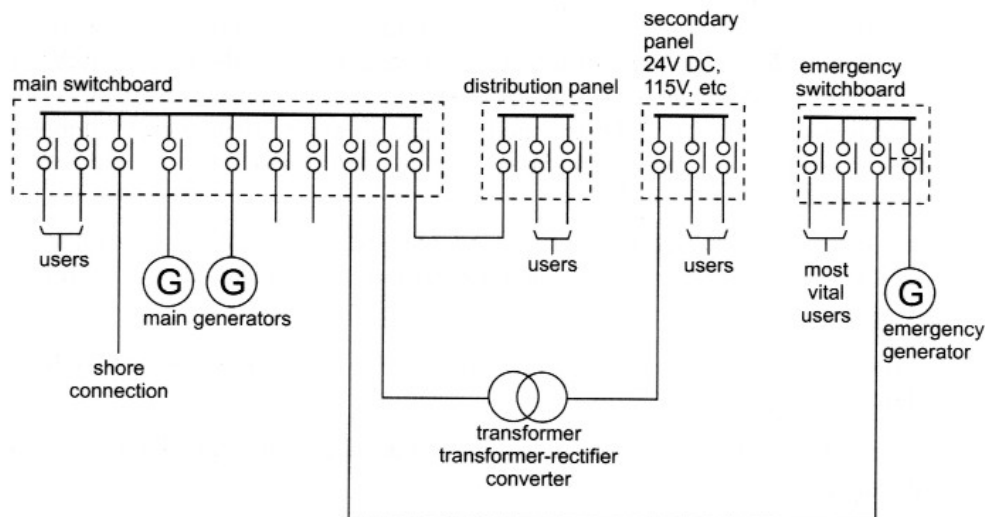 main switchboard
distribution panel
secondary
panel
24V DC,
115V, etc
emergency
switchboard
users
G
G
main generators
shore
connection
users
users
most
vital
users
G
emergency
generator
transformer
transformer-rectifier
converter